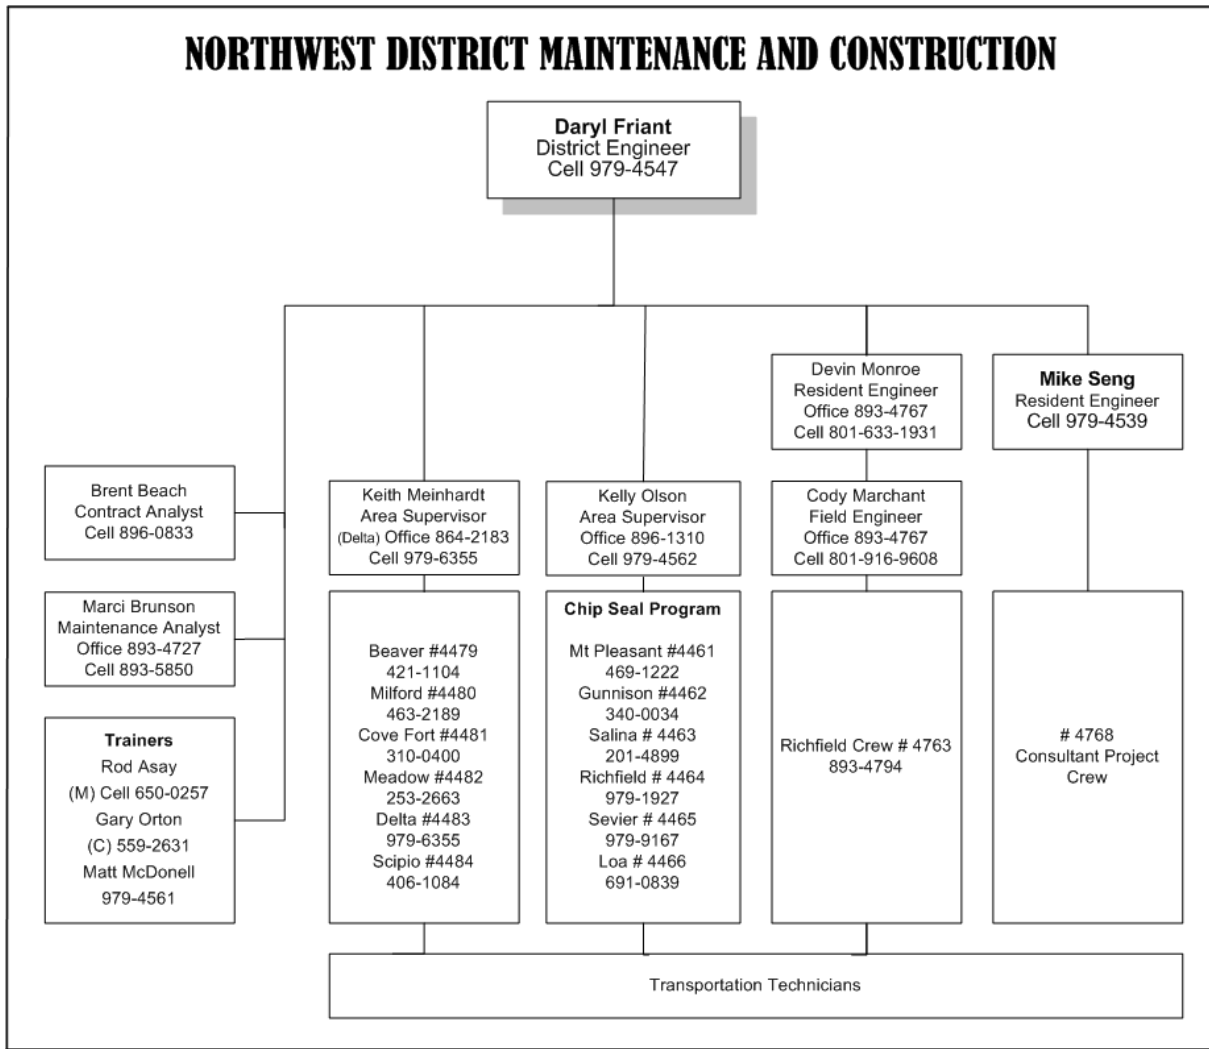 NORTHWEST DISTRICT MAINTENANCE AND CONSTRUCTION
Daryl Friant
District Engineer
Cell 979-4547
Devin Monroe
Resident Engineer
Office 893-4767
Cell 801-633-1931
Mike Seng
Resident Engineer
Cell 979-4539
Brent Beach
Contract Analyst
Cell 896-0833
Keith Meinhardt
Area Supervisor
(Delta) Office 864-2183
Cell 979-6355
Kelly Olson
Area Supervisor
Office 896-1310
Cell 979-4562
Cody Marchant
Field Engineer
Office 893-4767
Cell 801-916-9608
Marci Brunson
Maintenance Analyst
Office 893-4727
Cell 893-5850
Trainers
Rod Asay
(M) Cell 650-0257
Gary Orton
(C) 559-2631
Matt McDonell
979-4561
Beaver #4479
421-1104
Milford #4480
463-2189
Cove Fort #4481
310-0400
Meadow #4482
253-2663
Delta #4483
979-6355
Scipio #4484
406-1084
Chip Seal Program
Mt Pleasant #4461
469-1222
Gunnison #4462
340-0034
Salina # 4463
201-4899
Richfield # 4464
979-1927
Sevier # 4465
979-9167
Loa # 4466
691-0839
Richfield Crew # 4763
893-4794
# 4768
Consultant Project
Crew
Transportation Technicians